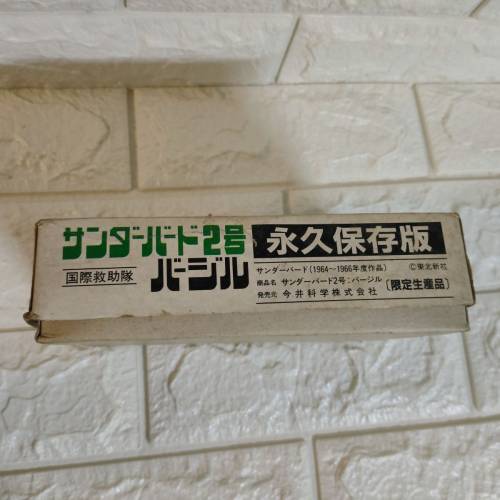 サンダーバード2号
国際救助隊 バージル
永久保存版
サンダーバード(1964〜1966年度作品) ©東北新社
商品名 サンダーバード2号:バージル
発売元 今井科学株式会社
〔限定生産品〕